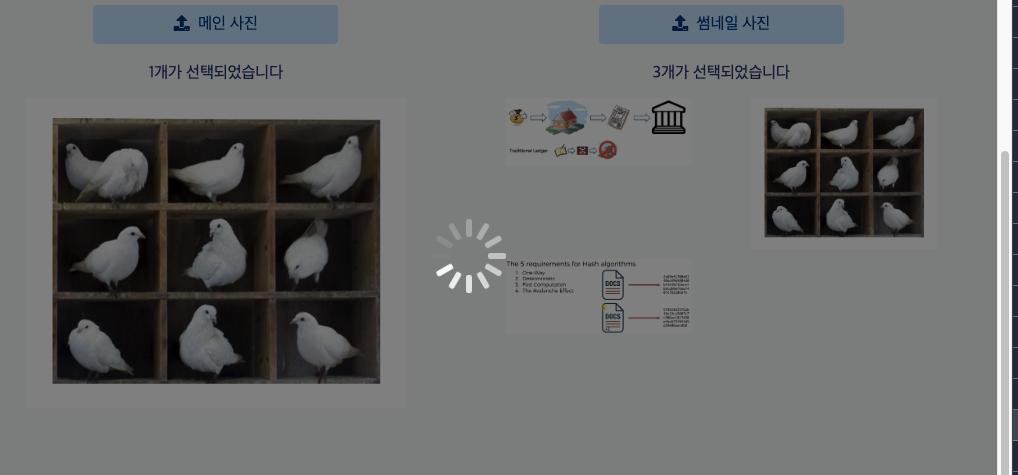 메인 사진
썸네일 사진
1개가 선택되었습니다
3개가 선택되었습니다
Traditional Ledger
The 5 requirements for Hash algorithms
1. One-Way
2. Deterministic
3. Fast Computation
4. The Avalanche Effect
DOCS
DOCS